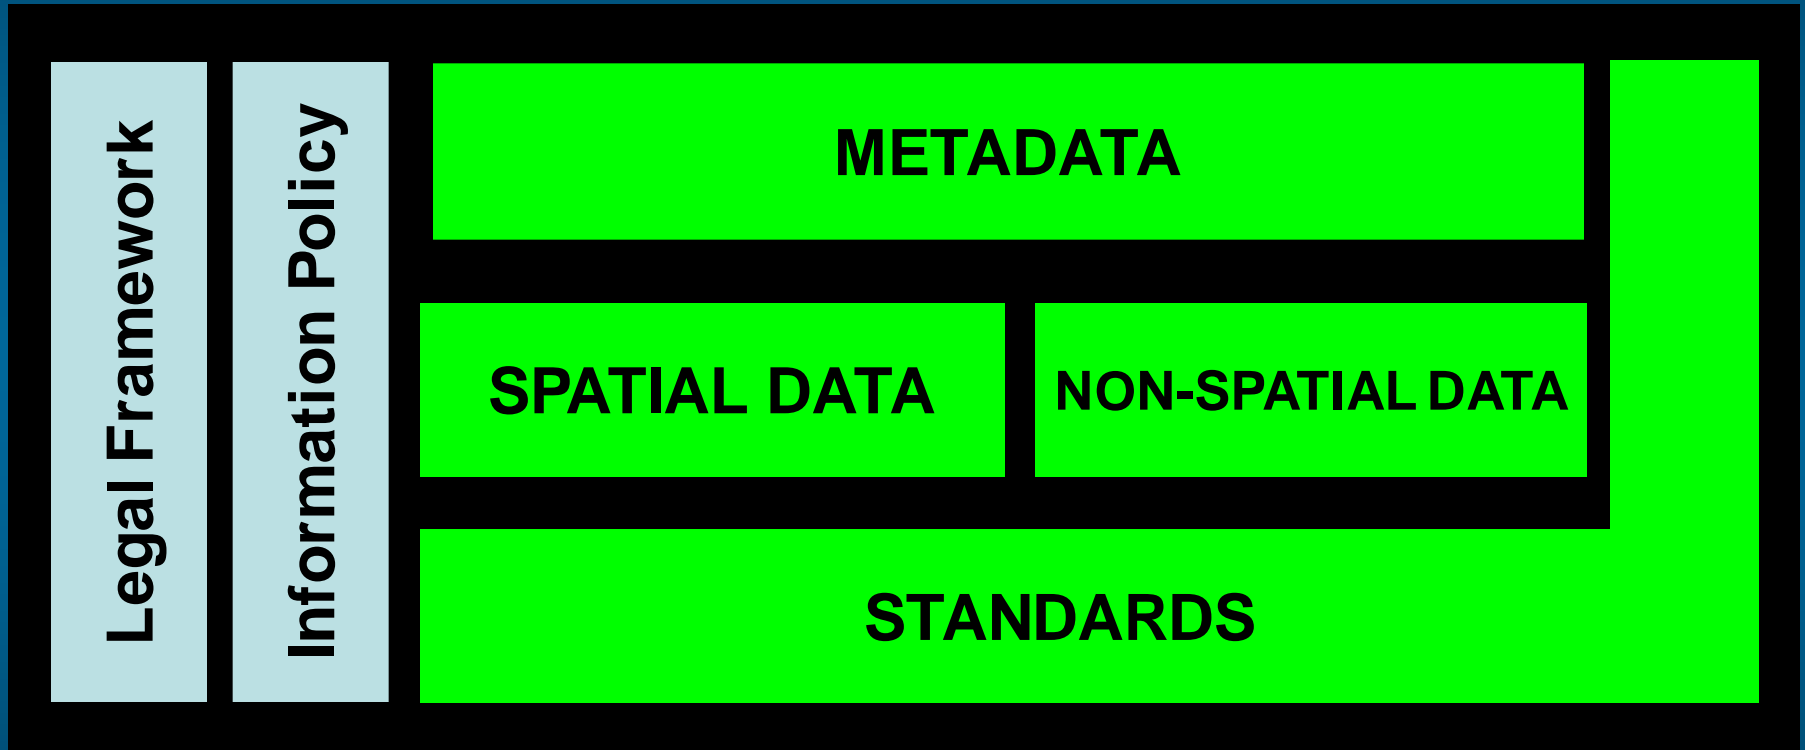 Legal Framework
Information Policy
METADATA
SPATIAL DATA
NON-SPATIAL DATA
STANDARDS